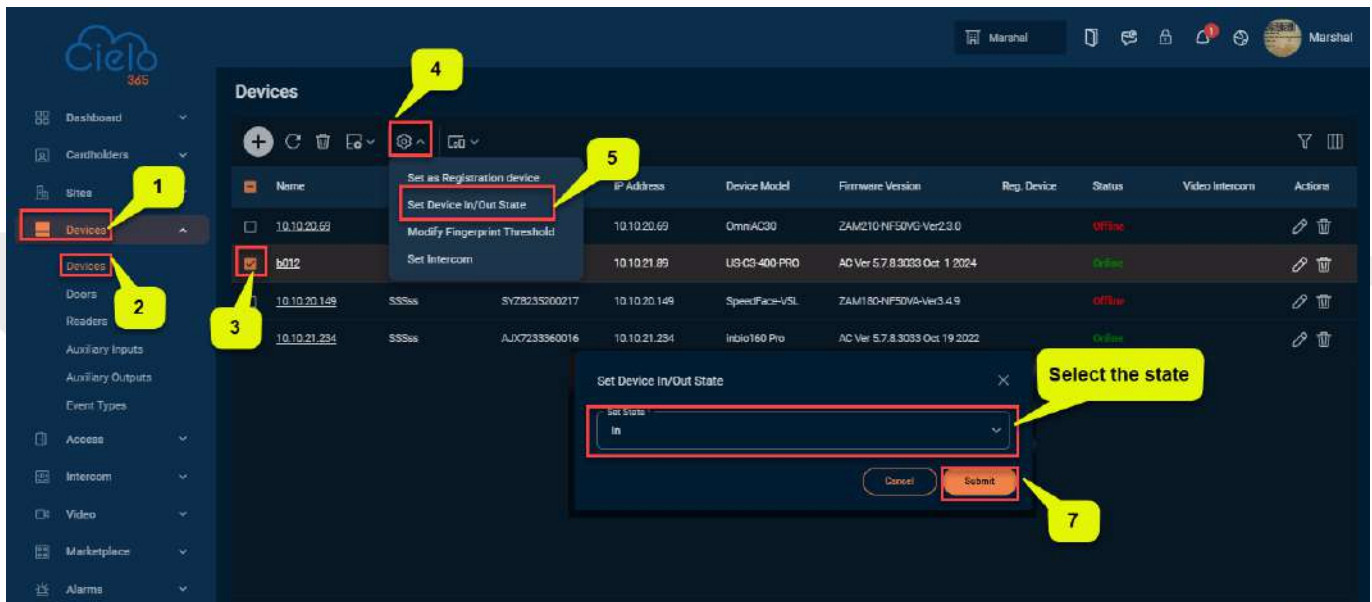 Cielo
365
Marshal
1
Marshal
Devices
4
5
Dashboard
Cardholders
Sites
1
Devices
Devices
2
Doors
Readers
Auxiliary Inputs
Auxiliary Outputs
Event Types
Access
Intercom
Video
Marketplace
Alarms
Set as Registration device
Set Device In/Out State
Modify Fingerprint Threshold
Set Intercom
Name IP Address Device Model Firmware Version Reg. Device Status Video Intercom Actions
10.10.20.69 10.10.20.69 OmniAC30 ZAM210-NF50VG-Ver2.3.0 Offline
b012 10.10.21.89 US-C3-400-PRO AC Ver 5.7.8.3033 Oct 1 2024 Online
10.10.20.149 SSSss SYZ8235200217 10.10.20.149 SpeedFace-V5L ZAM180-NF50VA-Ver3.4.9 Offline
3
10.10.21.234 SSSss AJX7233360016 10.10.21.234 inbio160 Pro AC Ver 5.7.8.3033 Oct 19 2022 Online
Set Device In/Out State
Select the state
Set State *
In
Cancel Submit
7